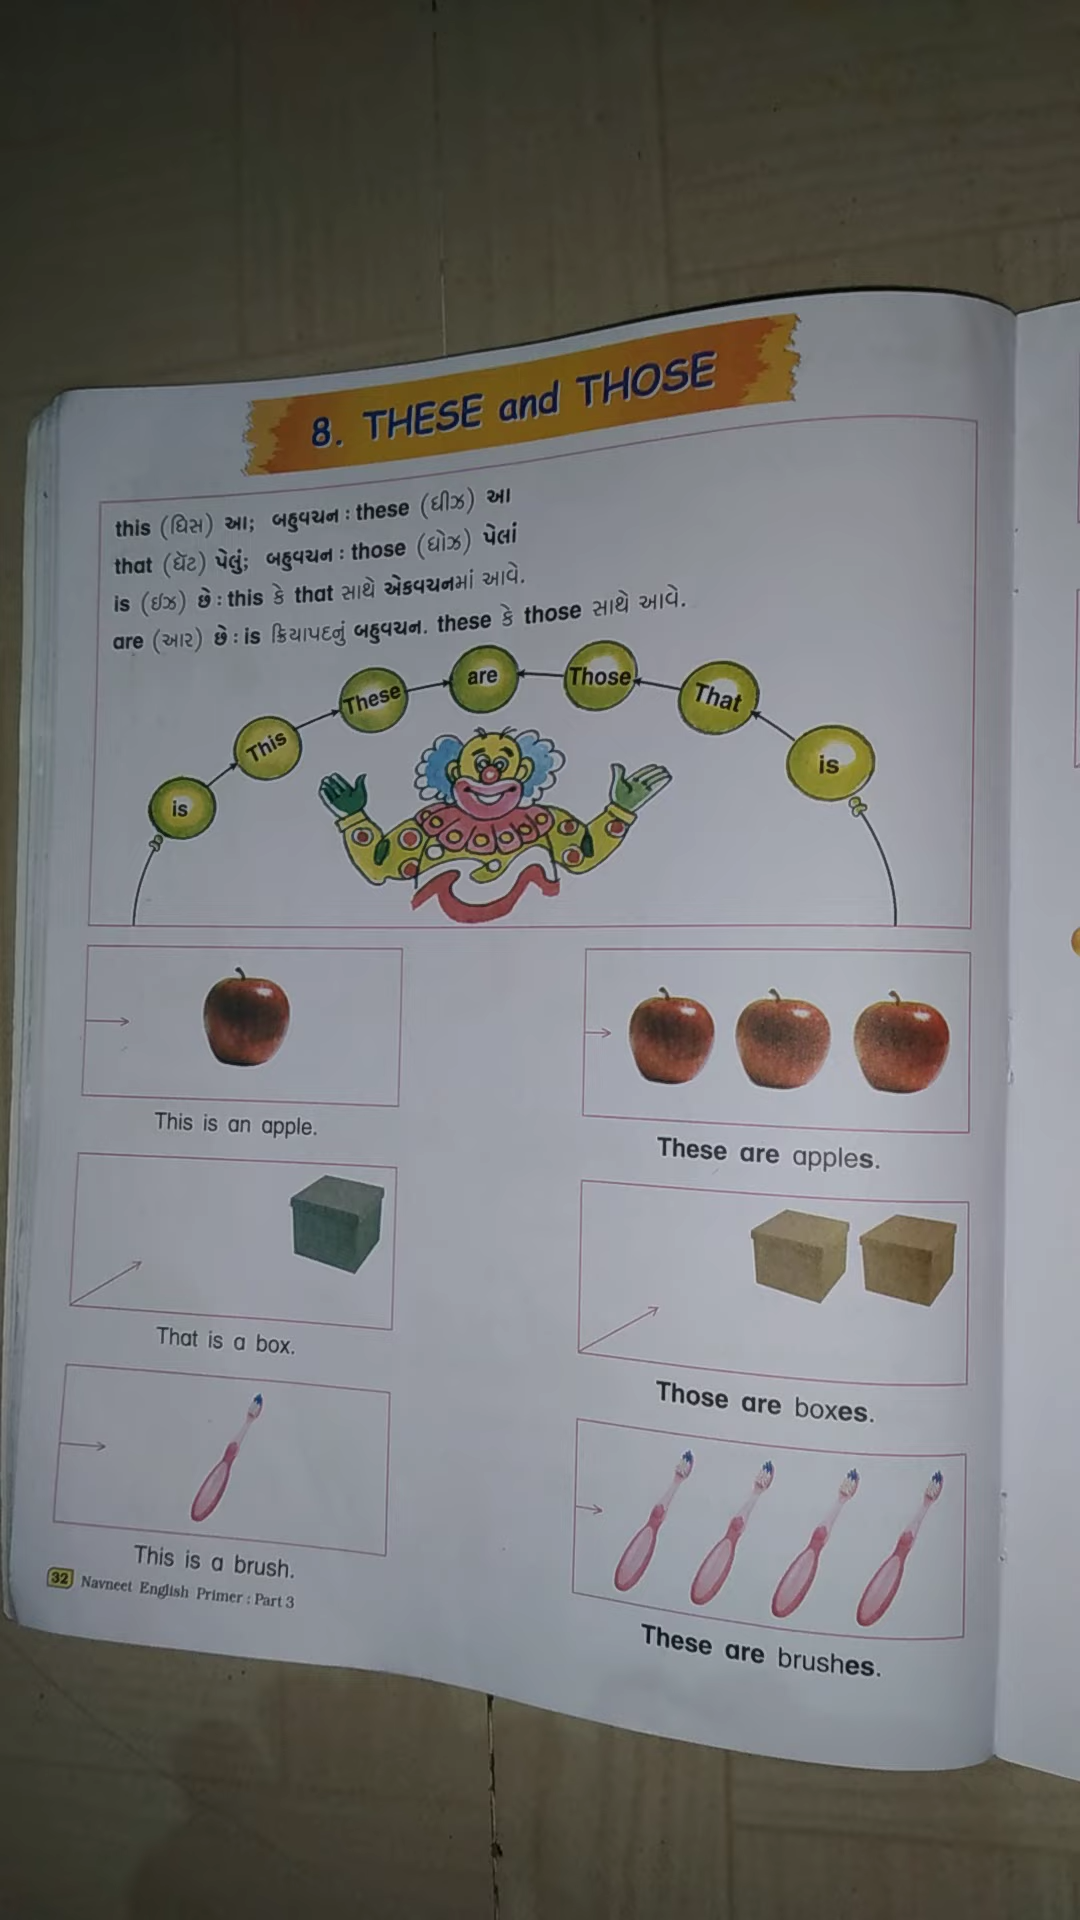 8. THESE and THOSE
this (ધિસ) આ; બહુવચન : these (ધીઝ) આ
that (ધૅટ) પેલું; બહુવચન : those (ધોઝ) પેલાં
is (ઇઝ) છે : this કે that સાથે એકવચનમાં આવે.
are (આર) છે : is ક્રિયાપદનું બહુવચન. these કે those સાથે આવે.
is
This
These
are
Those
That
is
This is an apple.
These are apples.
That is a box.
Those are boxes.
This is a brush.
These are brushes.
32 Navneet English Primer : Part 3